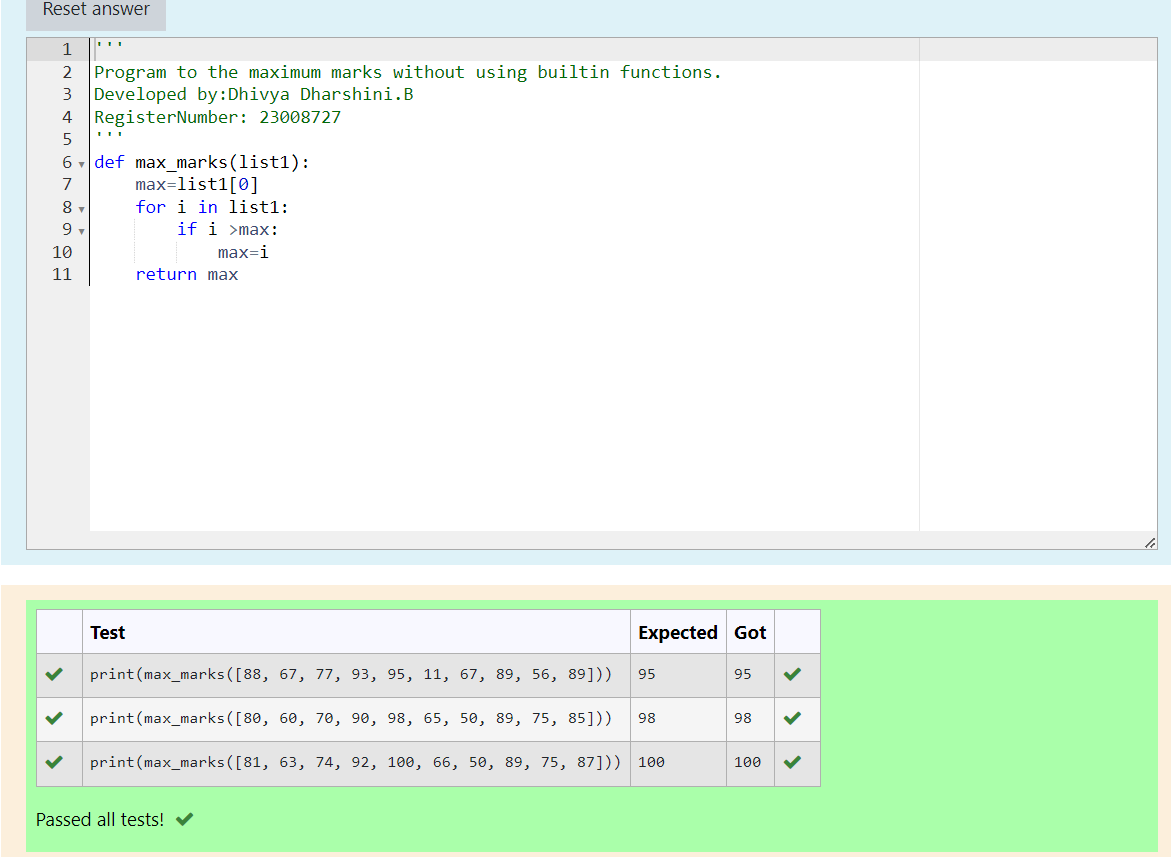 Reset answer
1 '''
2 Program to the maximum marks without using builtin functions.
3 Developed by:Dhivya Dharshini.B
4 RegisterNumber: 23008727
5 '''
6 def max_marks(list1):
7     max=list1[0]
8     for i in list1:
9         if i >max:
10             max=i
11     return max
Test Expected Got
print(max_marks([88, 67, 77, 93, 95, 11, 67, 89, 56, 89])) 95 95
print(max_marks([80, 60, 70, 90, 98, 65, 50, 89, 75, 85])) 98 98
print(max_marks([81, 63, 74, 92, 100, 66, 50, 89, 75, 87])) 100 100
Passed all tests!